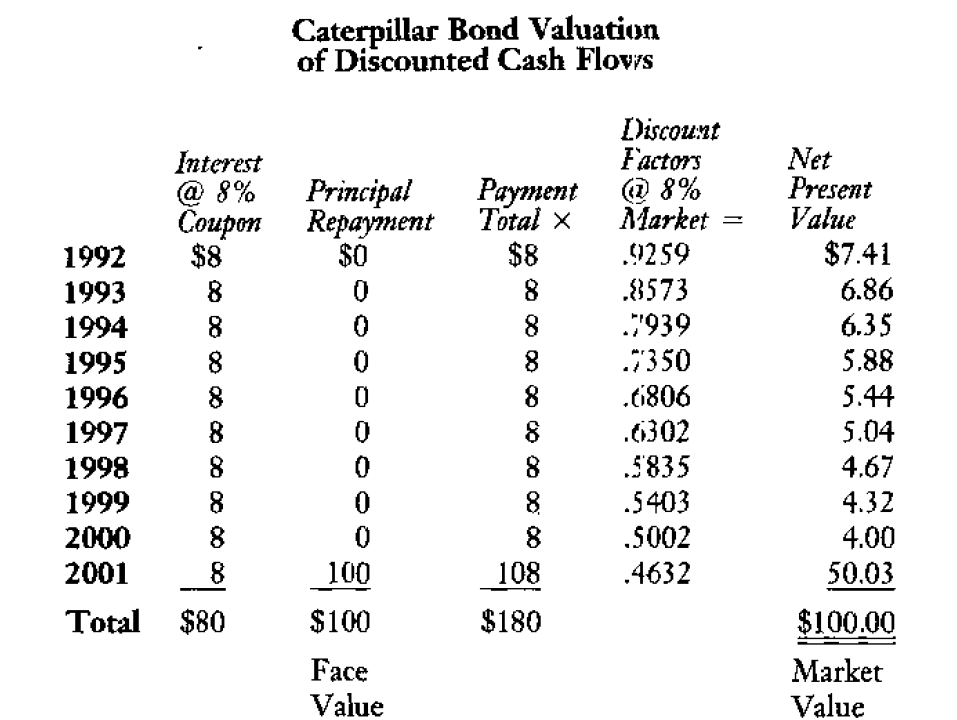 Caterpillar Bond Valuation
of Discounted Cash Flows
Discount
Interest Factors Net
@ 8% Principal Payment @ 8% Present
Coupon Repayment Total × Market = Value
1992 $8 $0 $8 .9259 $7.41
1993 8 0 8 .8573 6.86
1994 8 0 8 .7939 6.35
1995 8 0 8 .7350 5.88
1996 8 0 8 .6806 5.44
1997 8 0 8 .6302 5.04
1998 8 0 8 .5835 4.67
1999 8 0 8 .5403 4.32
2000 8 0 8 .5002 4.00
2001 8 100 108 .4632 50.03
Total $80 $100 $180 $100.00
Face Market
Value Value